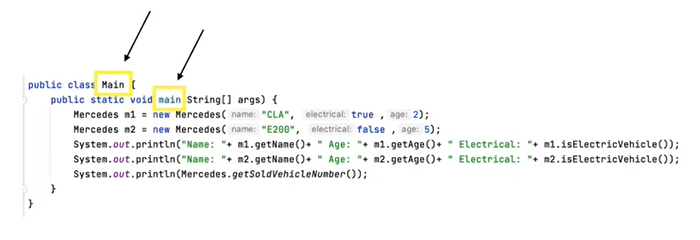 public class Main {
public static void main String[] args) {
Mercedes m1 = new Mercedes( name: "CLA", electrical: true , age: 2);
Mercedes m2 = new Mercedes( name: "E200", electrical: false , age: 5);
System.out.println("Name: "+ m1.getName()+ " Age: "+ m1.getAge()+ " Electrical: "+ m1.isElectricVehicle());
System.out.println("Name: "+ m2.getName()+ " Age: "+ m2.getAge()+ " Electrical: "+ m2.isElectricVehicle());
System.out.println(Mercedes.getSoldVehicleNumber());
}
}